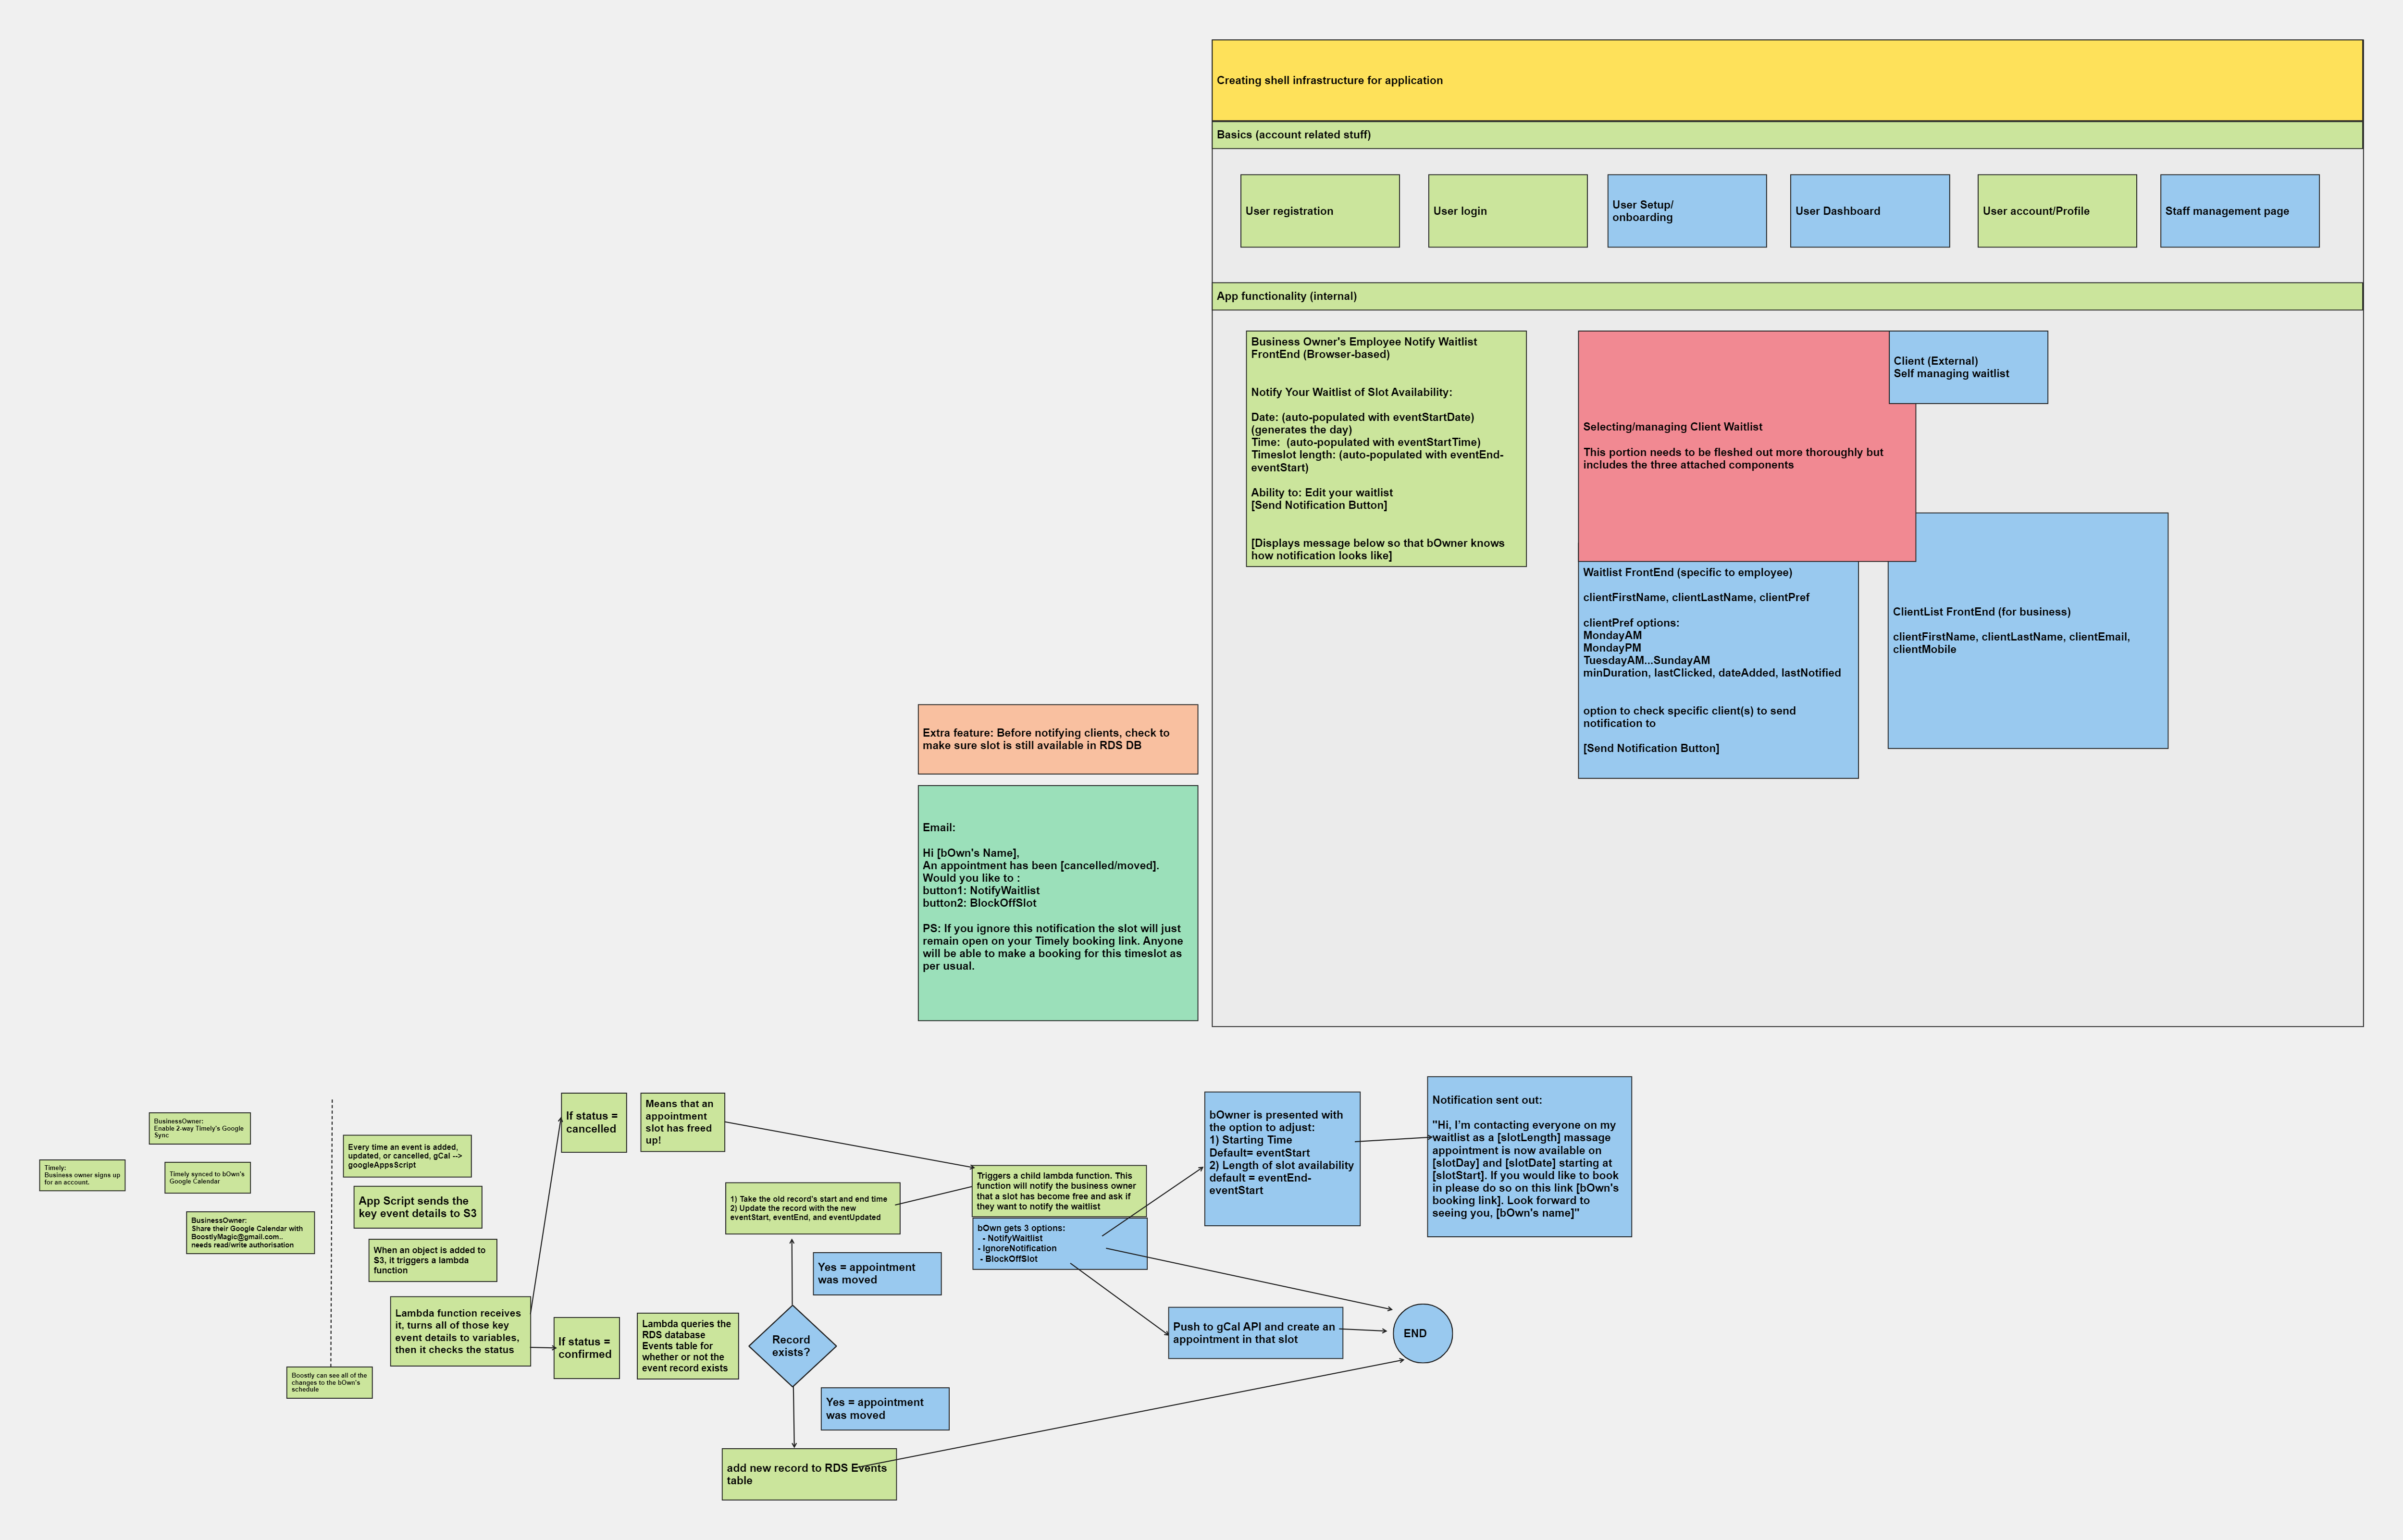 Creating shell infrastructure for application
Basics (account related stuff)
User registration
User login
User Setup/
onboarding
User Dashboard
User account/Profile
Staff management page
App functionality (internal)
Business Owner's Employee Notify Waitlist
FrontEnd (Browser-based)
Notify Your Waitlist of Slot Availability:
Date: (auto-populated with eventStartDate)
(generates the day)
Time:  (auto-populated with eventStartTime)
Timeslot length: (auto-populated with eventEnd-
eventStart)
Ability to: Edit your waitlist
[Send Notification Button]
[Displays message below so that bOwner knows
how notification looks like]
Selecting/managing Client Waitlist
This portion needs to be fleshed out more thoroughly but
includes the three attached components
Client (External)
Self managing waitlist
Waitlist FrontEnd (specific to employee)
clientFirstName, clientLastName, clientPref
clientPref options:
MondayAM
MondayPM
TuesdayAM...SundayAM
minDuration, lastClicked, dateAdded, lastNotified
option to check specific client(s) to send
notification to
[Send Notification Button]
ClientList FrontEnd (for business)
clientFirstName, clientLastName, clientEmail,
clientMobile
Extra feature: Before notifying clients, check to
make sure slot is still available in RDS DB
Email:
Hi [bOwn's Name],
An appointment has been [cancelled/moved].
Would you like to :
button1: NotifyWaitlist
button2: BlockOffSlot
PS: If you ignore this notification the slot will just
remain open on your Timely booking link. Anyone
will be able to make a booking for this timeslot as
per usual.
Timely:
Business owner signs up
for an account.
BusinessOwner:
Enable 2-way Timely's Google
Sync
Timely synced to bOwn's
Google Calendar
BusinessOwner:
Share their Google Calendar with
BoostlyMagic@gmail.com..
needs read/write authorisation
Boostly can see all of the
changes to the bOwn's
schedule
Every time an event is added,
updated, or cancelled, gCal -->
googleAppsScript
App Script sends the
key event details to S3
When an object is added to
S3, it triggers a lambda
function
Lambda function receives
it, turns all of those key
event details to variables,
then it checks the status
If status =
cancelled
Means that an
appointment
slot has freed
up!
If status =
confirmed
Lambda queries the
RDS database
Events table for
whether or not the
event record exists
Record
exists?
Yes = appointment
was moved
1) Take the old record's start and end time
2) Update the record with the new
eventStart, eventEnd, and eventUpdated
Yes = appointment
was moved
add new record to RDS Events
table
Triggers a child lambda function. This
function will notify the business owner
that a slot has become free and ask if
they want to notify the waitlist
bOwn gets 3 options:
- NotifyWaitlist
- IgnoreNotification
- BlockOffSlot
bOwner is presented with
the option to adjust:
1) Starting Time
Default= eventStart
2) Length of slot availability
default = eventEnd-
eventStart
Notification sent out:
"Hi, I'm contacting everyone on my
waitlist as a [slotLength] massage
appointment is now available on
[slotDay] and [slotDate] starting at
[slotStart]. If you would like to book
in please do so on this link [bOwn's
booking link]. Look forward to
seeing you, [bOwn's name]"
Push to gCal API and create an
appointment in that slot
END